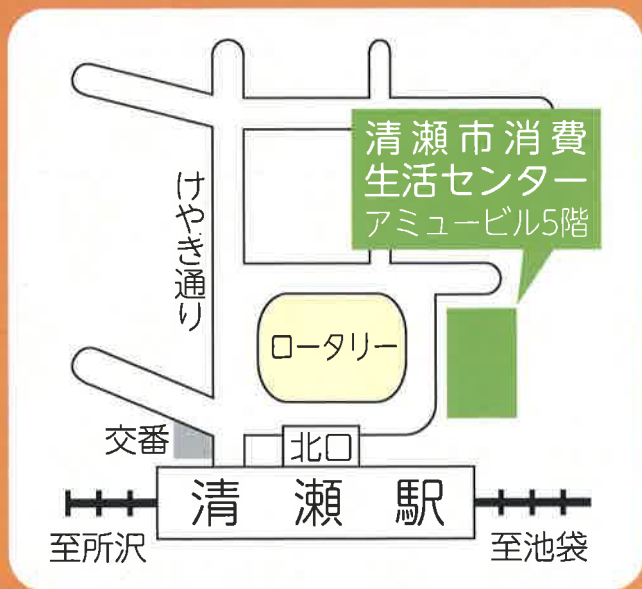 清瀬市消費
生活センター
アミュービル5階
けやき通り
ロータリー
交番
北口
清瀬駅
至所沢
至池袋